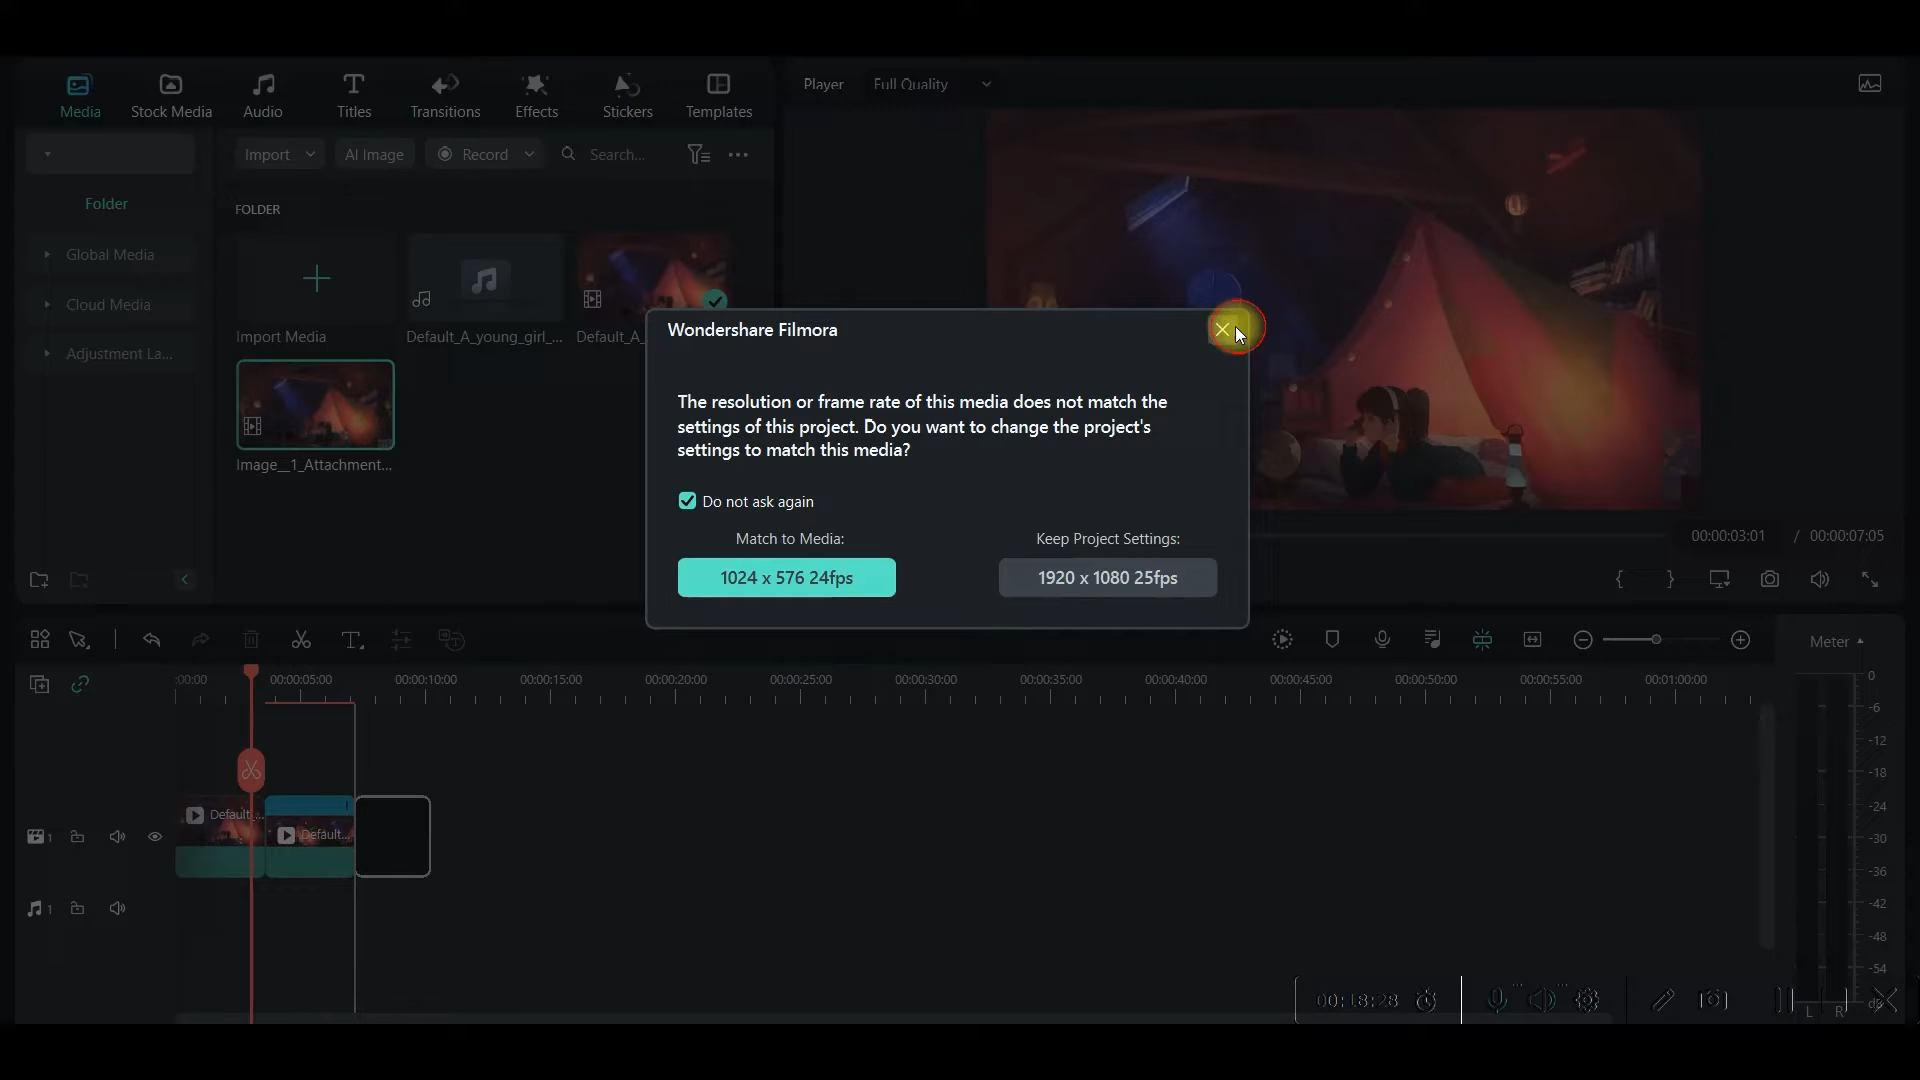 Media
Stock Media
Audio
Titles
Transitions
Effects
Stickers
Templates
Player
Full Quality
Import
AI Image
Record
Search...
Folder
FOLDER
Global Media
Cloud Media
Adjustment La...
Import Media
Default_A_young_girl_...
Default_A_
Image__1_Attachment...
Wondershare Filmora
The resolution or frame rate of this media does not match the
settings of this project. Do you want to change the project's
settings to match this media?
Do not ask again
Match to Media:
Keep Project Settings:
1024 x 576 24fps
1920 x 1080 25fps
00:00:03:01 / 00:00:07:05
Meter
:00:00
00:00:05:00
00:00:10:00
00:00:15:00
00:00:20:00
00:00:25:00
00:00:30:00
00:00:35:00
00:00:40:00
00:00:45:00
00:00:50:00
00:00:55:00
00:01:00:00
0
-6
-12
-18
-24
-30
-36
-42
-48
-54
dB
L R
Default_...
Default...
1
1
00:18:28